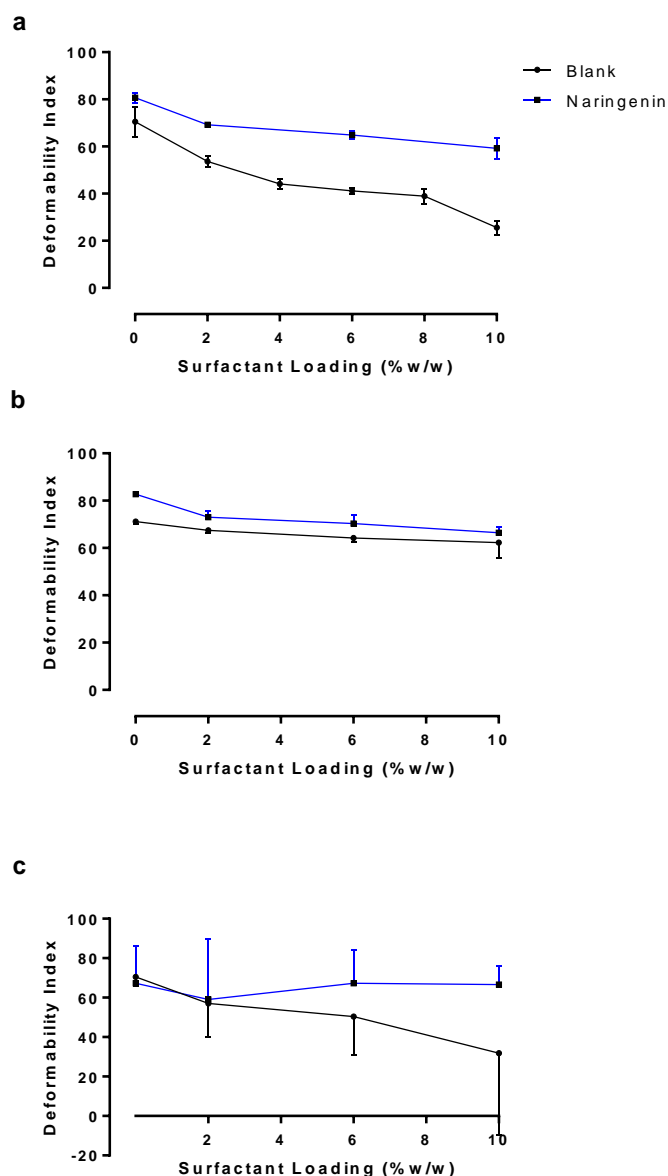 a
100
80
60
40
20
0
Deformability Index
0 2 4 6 8 10
Surfactant Loading (%w/w)
Blank
Naringenin
b
100
80
60
40
20
0
Deformability Index
0 2 4 6 8 10
Surfactant Loading (%w/w)
c
100
80
60
40
20
0
-20
Deformability Index
2 4 6 8 10
Surfactant Loading (%w/w)